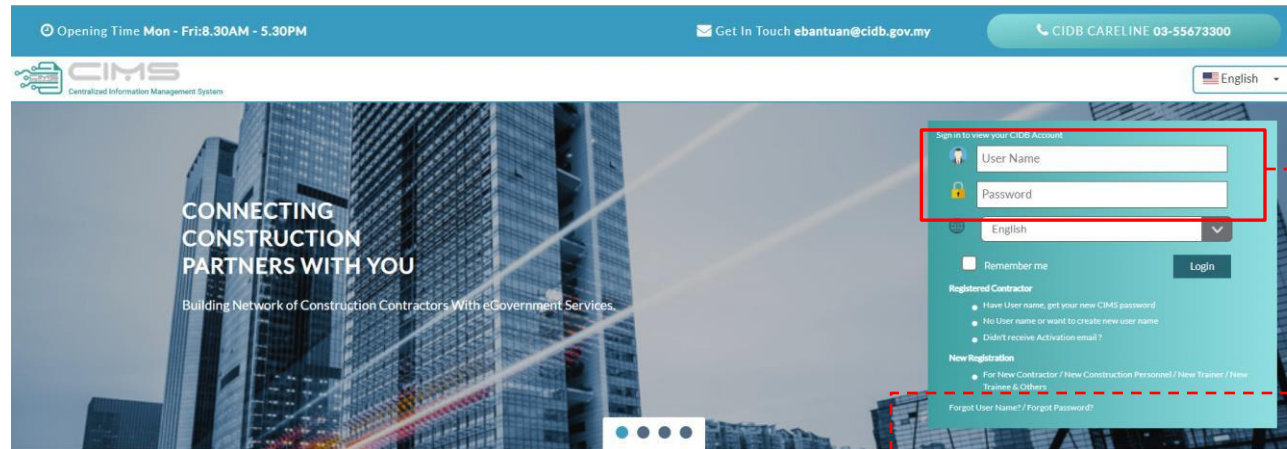 Opening Time Mon - Fri:8.30AM - 5.30PM
Get In Touch ebantuan@cidb.gov.my
CIDB CARELINE 03-55673300
CIMS
Centralized Information Management System
English
CONNECTING
CONSTRUCTION
PARTNERS WITH YOU
Building Network of Construction Contractors With eGovernment Services.
Sign in to view your CIDB Account
User Name
Password
English
Remember me
Login
Registered Contractor
Have User name, get your new CIMS password
No User name or want to create new user name
Didn't receive Activation email ?
New Registration
For New Contractor / New Construction Personnel / New Trainer / New
Trainee & Others
Forgot User Name? / Forgot Password?